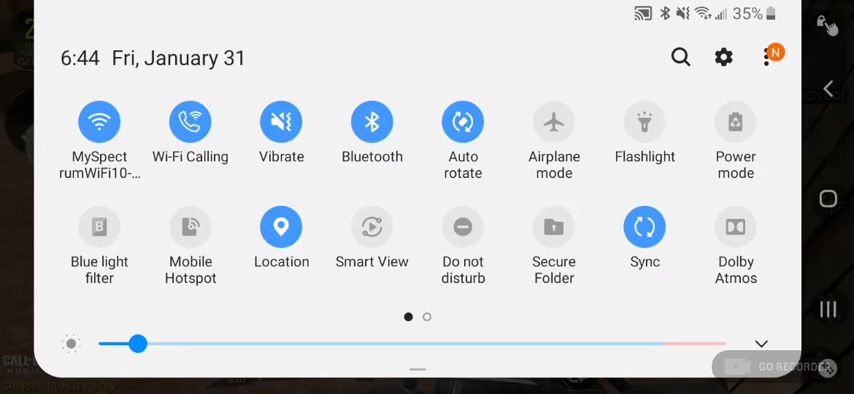 35%
6:44 Fri, January 31
N
MySpect Wi-Fi Calling Vibrate Bluetooth Auto Airplane Flashlight Power
rumWiFi10-... rotate mode mode
B
Blue light Mobile Location Smart View Do not Secure Sync Dolby
filter Hotspot disturb Folder Atmos
GO RECORDER
CALL OF